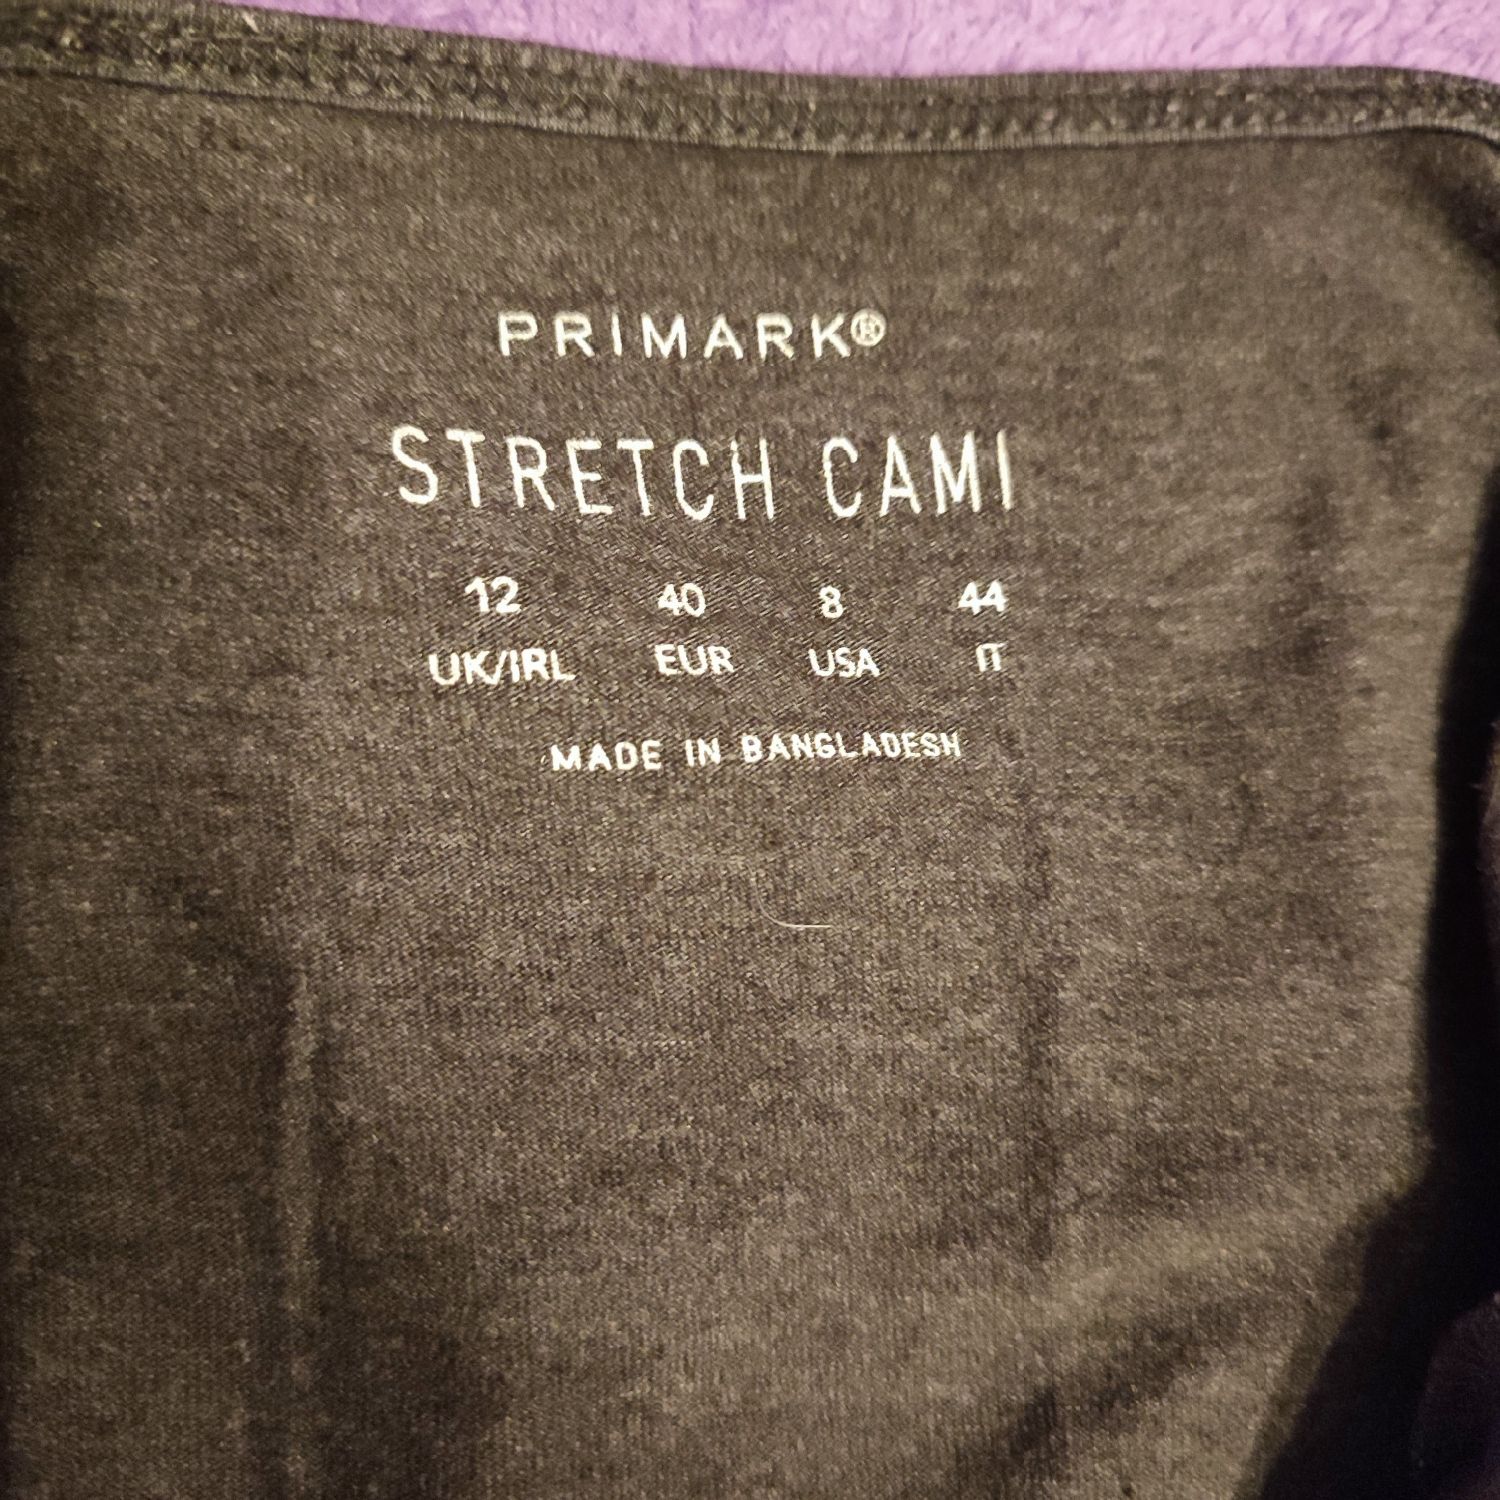 PRIMARK®
STRETCH CAMI
12 40 8 44
UK/IRL EUR USA IT
MADE IN BANGLADESH